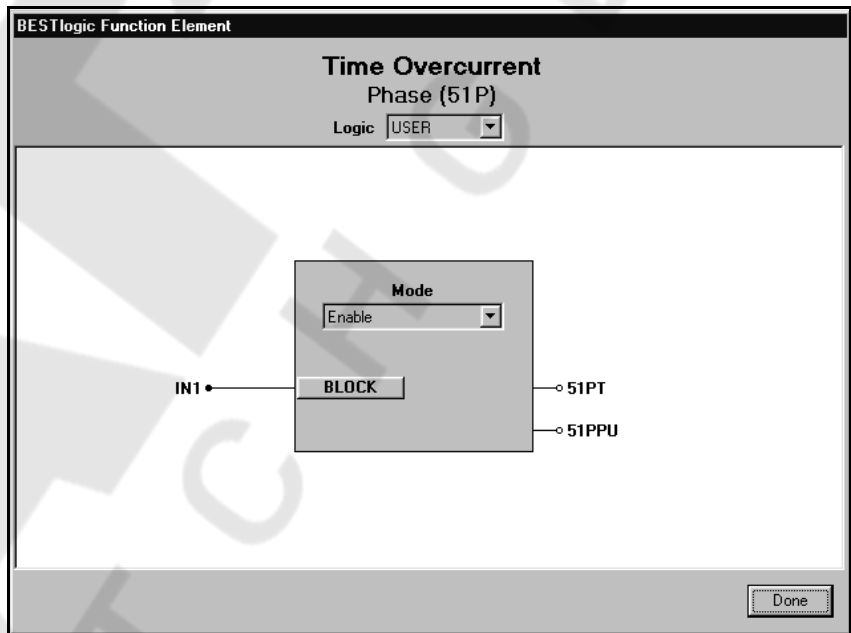 BESTlogic Function Element
Time Overcurrent
Phase (51P)
Logic USER
Mode
Enable
IN1 BLOCK 51PT
51PPU
Done